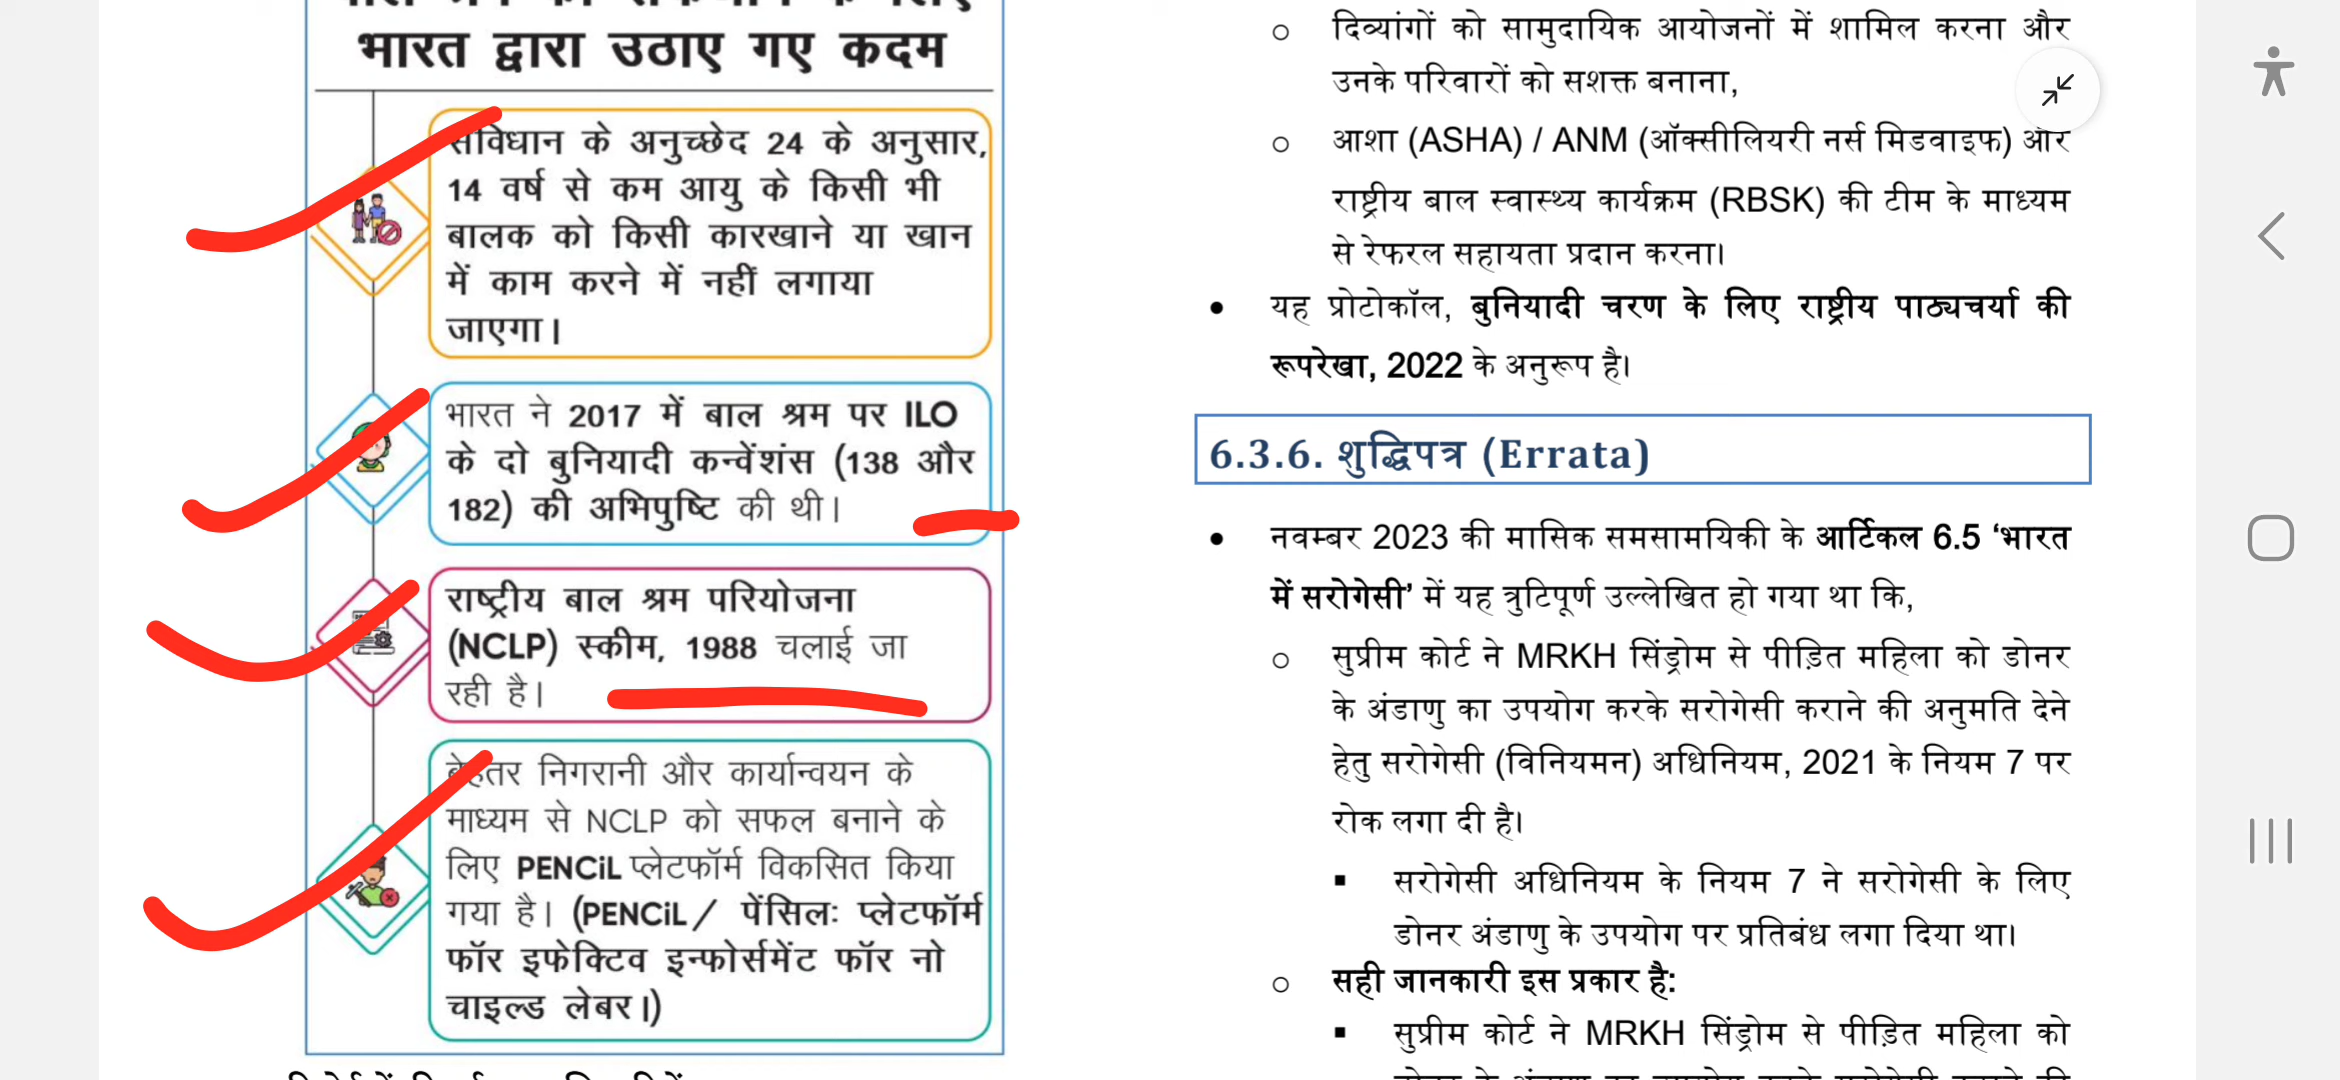 भारत द्वारा उठाए गए कदम
संविधान के अनुच्छेद 24 के अनुसार,
14 वर्ष से कम आयु के किसी भी
बालक को किसी कारखाने या खान
में काम करने में नहीं लगाया
जाएगा।
भारत ने 2017 में बाल श्रम पर ILO
के दो बुनियादी कन्वेंशंस (138 और
182) की अभिपुष्टि की थी।
राष्ट्रीय बाल श्रम परियोजना
(NCLP) स्कीम, 1988 चलाई जा
रही है।
बेहतर निगरानी और कार्यान्वयन के
माध्यम से NCLP को सफल बनाने के
लिए PENCiL प्लेटफॉर्म विकसित किया
गया है। (PENCiL / पेंसिलः प्लेटफॉर्म
फॉर इफेक्टिव इन्फोर्समेंट फॉर नो
चाइल्ड लेबर।)
दिव्यांगों को सामुदायिक आयोजनों में शामिल करना और
उनके परिवारों को सशक्त बनाना,
आशा (ASHA) / ANM (ऑक्सीलियरी नर्स मिडवाइफ) और
राष्ट्रीय बाल स्वास्थ्य कार्यक्रम (RBSK) की टीम के माध्यम
से रेफरल सहायता प्रदान करना।
यह प्रोटोकॉल, बुनियादी चरण के लिए राष्ट्रीय पाठ्यचर्या की
रूपरेखा, 2022 के अनुरूप है।
6.3.6. शुद्धिपत्र (Errata)
नवम्बर 2023 की मासिक समसामयिकी के आर्टिकल 6.5 ‘भारत
में सरोगेसी’ में यह त्रुटिपूर्ण उल्लेखित हो गया था कि,
सुप्रीम कोर्ट ने MRKH सिंड्रोम से पीड़ित महिला को डोनर
के अंडाणु का उपयोग करके सरोगेसी कराने की अनुमति देने
हेतु सरोगेसी (विनियमन) अधिनियम, 2021 के नियम 7 पर
रोक लगा दी है।
सरोगेसी अधिनियम के नियम 7 ने सरोगेसी के लिए
डोनर अंडाणु के उपयोग पर प्रतिबंध लगा दिया था।
सही जानकारी इस प्रकार है:
सुप्रीम कोर्ट ने MRKH सिंड्रोम से पीड़ित महिला को